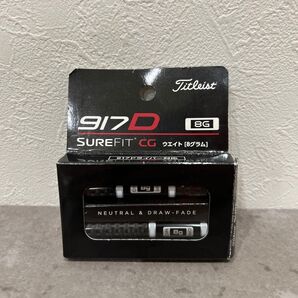 Titleist
917D
8G
SUREFIT CG ウエイト [8グラム]
8g
NEUTRAL & DRAW-FADE
8g